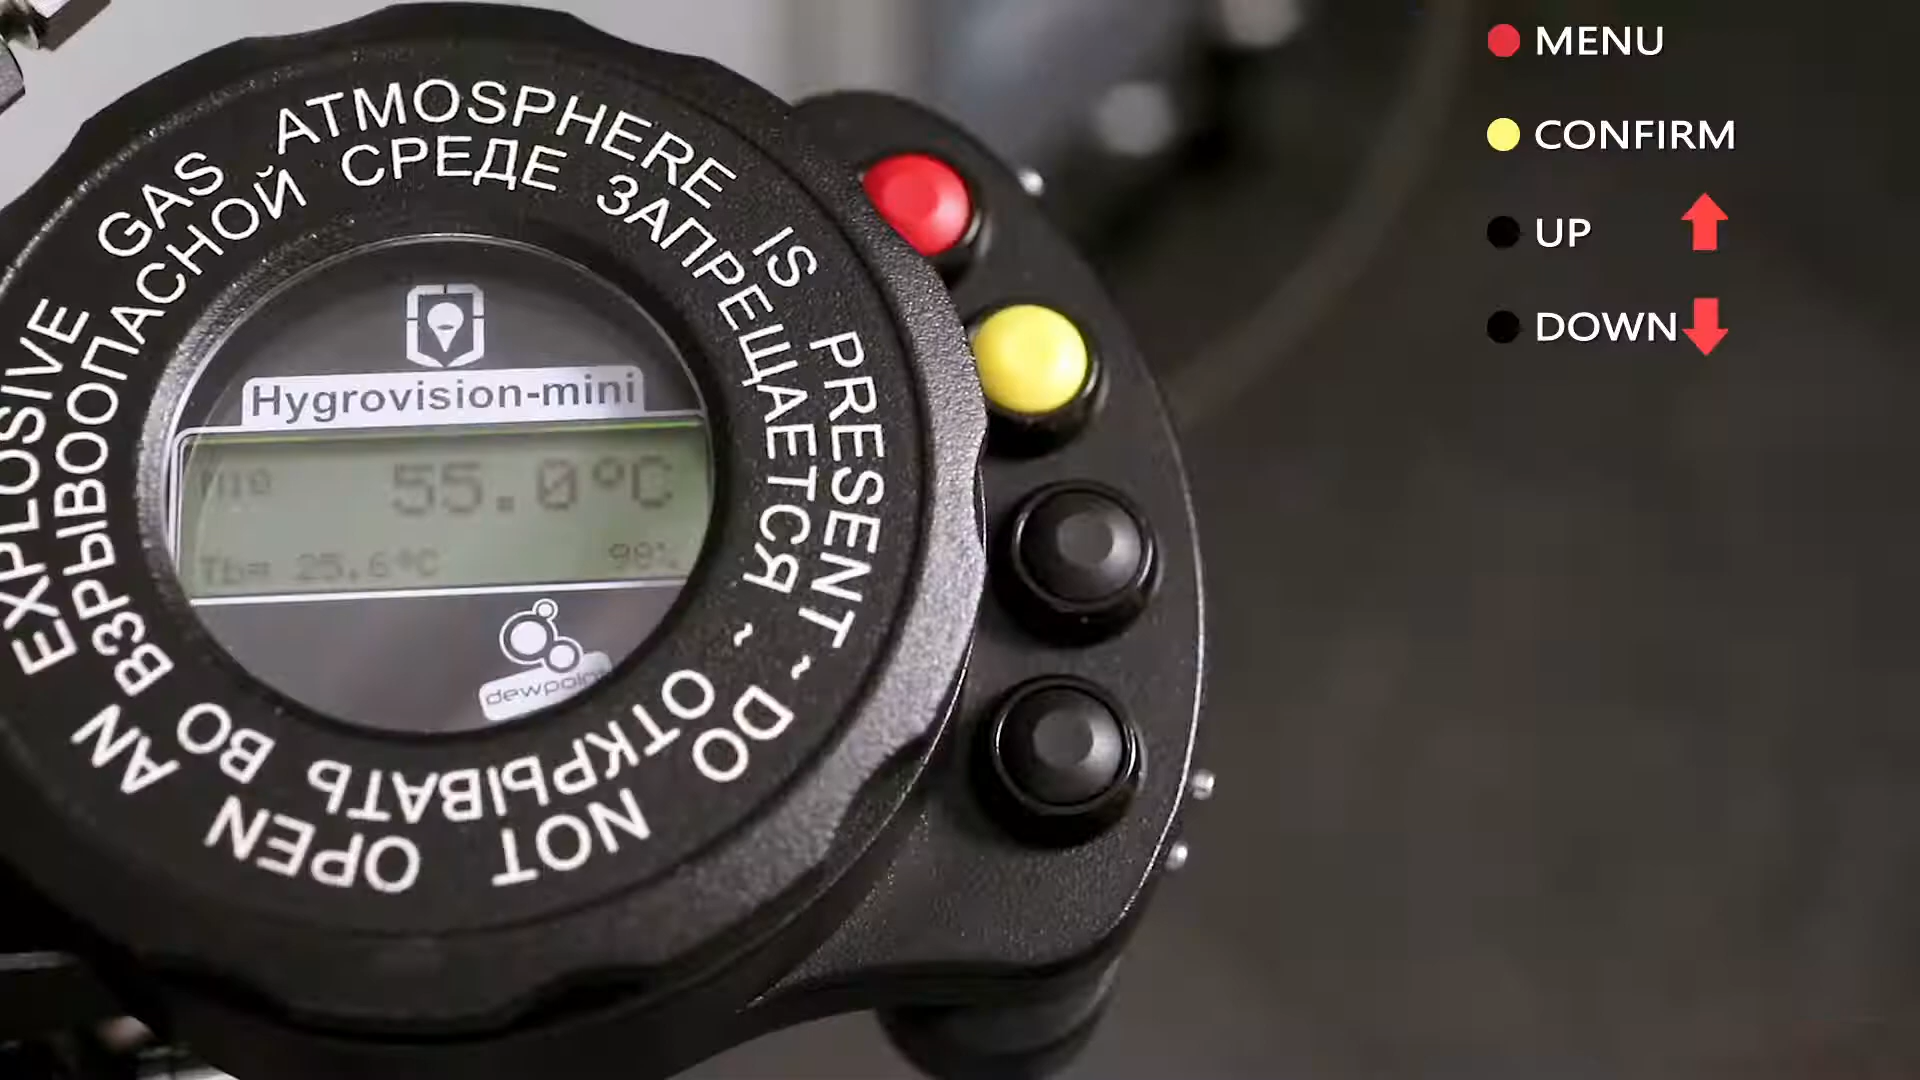 MENU
CONFIRM
UP
DOWN
DO NOT OPEN AN EXPLOSIVE GAS ATMOSPHERE IS PRESENT ~
ОТКРЫВАТЬ ВО ВЗРЫВООПАСНОЙ СРЕДЕ ЗАПРЕЩАЕТСЯ ~
Hygrovision-mini
55.0°C
Tb= 25.6°C
dewpoint